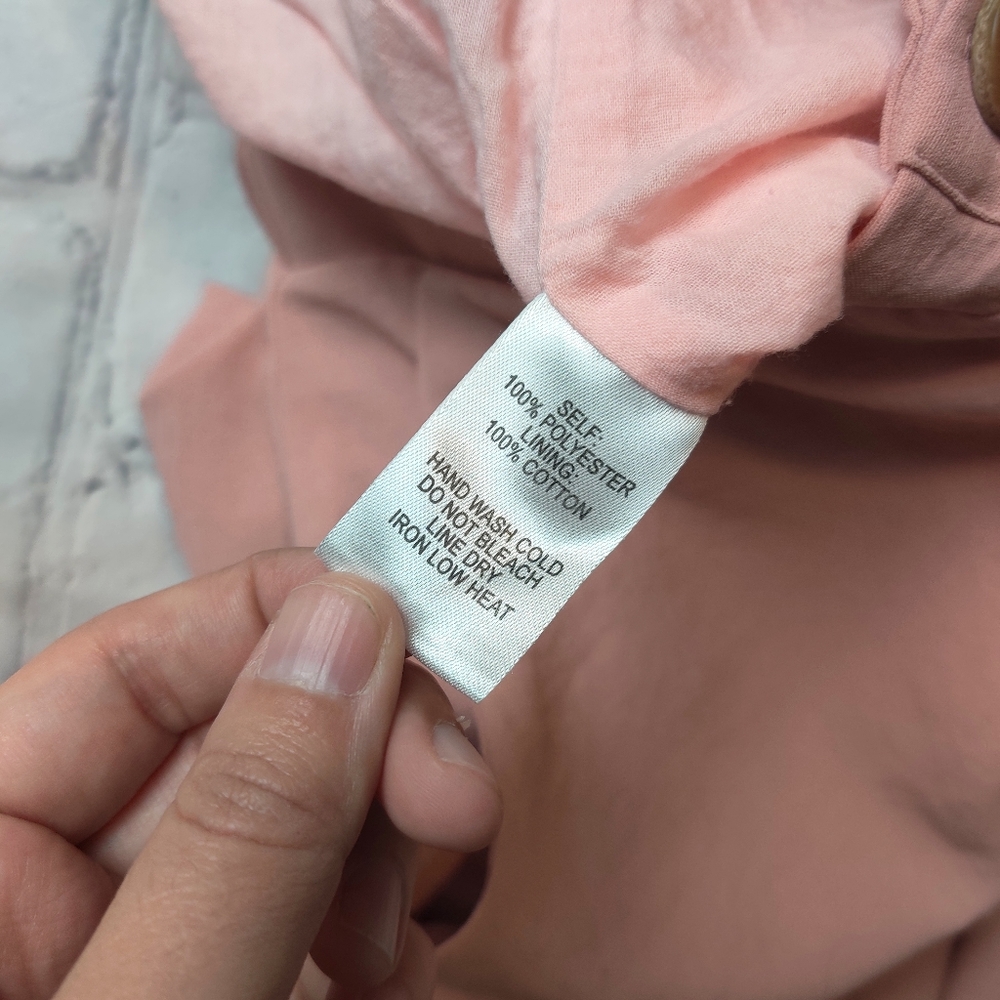 SELF:
100% POLYESTER
LINING:
100% COTTON
HAND WASH COLD
DO NOT BLEACH
LINE DRY
IRON LOW HEAT